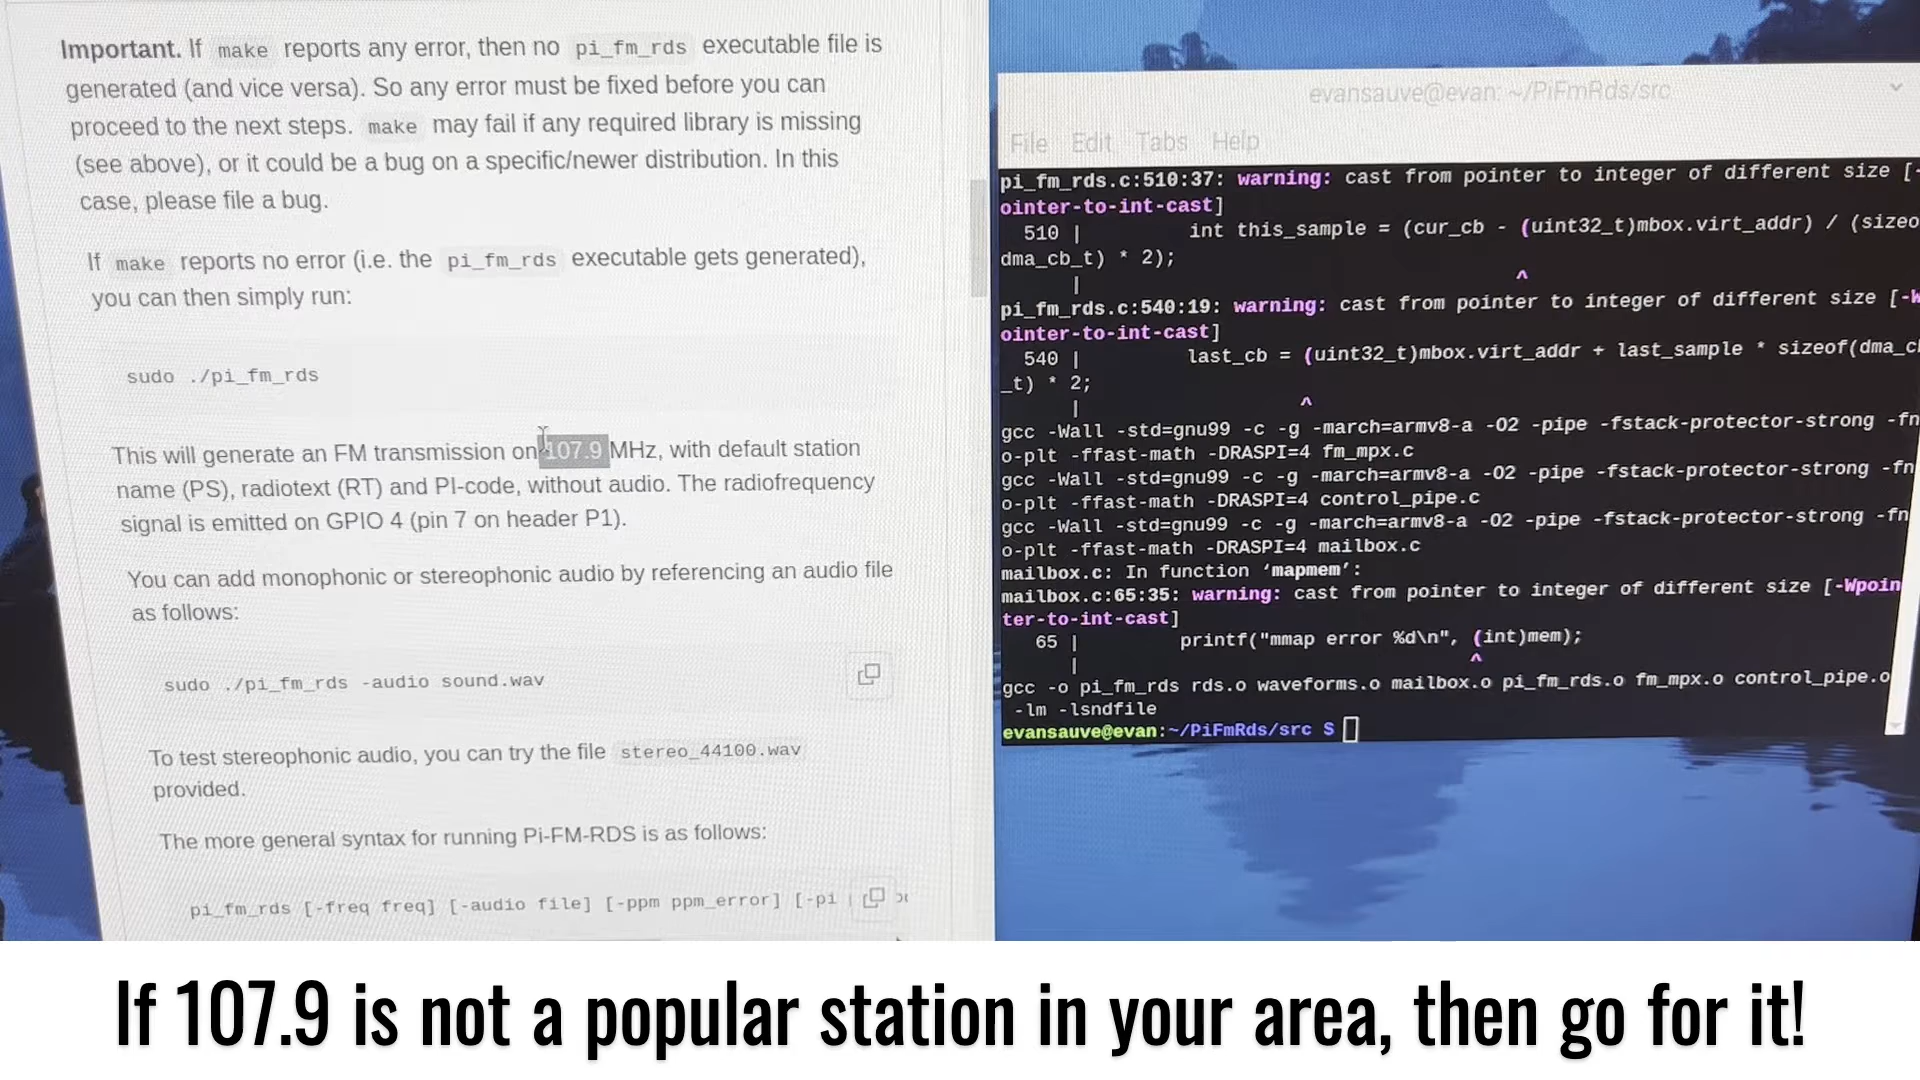 Important. If make reports any error, then no pi_fm_rds executable file is
generated (and vice versa). So any error must be fixed before you can
proceed to the next steps. make may fail if any required library is missing
(see above), or it could be a bug on a specific/newer distribution. In this
case, please file a bug.
If make reports no error (i.e. the pi_fm_rds executable gets generated),
you can then simply run:
sudo ./pi_fm_rds
This will generate an FM transmission on 107.9 MHz, with default station
name (PS), radiotext (RT) and PI-code, without audio. The radiofrequency
signal is emitted on GPIO 4 (pin 7 on header P1).
You can add monophonic or stereophonic audio by referencing an audio file
as follows:
sudo ./pi_fm_rds -audio sound.wav
To test stereophonic audio, you can try the file stereo_44100.wav
provided.
The more general syntax for running Pi-FM-RDS is as follows:
pi_fm_rds [-freq freq] [-audio file] [-ppm ppm_error] [-pi
evansauve@evan: ~/PiFmRds/src
File Edit Tabs Help
pi_fm_rds.c:510:37: warning: cast from pointer to integer of different size [-
ointer-to-int-cast]
510 | int this_sample = (cur_cb - (uint32_t)mbox.virt_addr) / (sizeo
dma_cb_t) * 2);
| ^
pi_fm_rds.c:540:19: warning: cast from pointer to integer of different size [-W
ointer-to-int-cast]
540 | last_cb = (uint32_t)mbox.virt_addr + last_sample * sizeof(dma_c
_t) * 2;
| ^
gcc -Wall -std=gnu99 -c -g -march=armv8-a -O2 -pipe -fstack-protector-strong -fn
o-plt -ffast-math -DRASPI=4 fm_mpx.c
gcc -Wall -std=gnu99 -c -g -march=armv8-a -O2 -pipe -fstack-protector-strong -fn
o-plt -ffast-math -DRASPI=4 control_pipe.c
gcc -Wall -std=gnu99 -c -g -march=armv8-a -O2 -pipe -fstack-protector-strong -fn
o-plt -ffast-math -DRASPI=4 mailbox.c
mailbox.c: In function ‘mapmem’:
mailbox.c:65:35: warning: cast from pointer to integer of different size [-Wpoin
ter-to-int-cast]
65 | printf("mmap error %d\n", (int)mem);
| ^
gcc -o pi_fm_rds rds.o waveforms.o mailbox.o pi_fm_rds.o fm_mpx.o control_pipe.o
-lm -lsndfile
evansauve@evan:~/PiFmRds/src $
If 107.9 is not a popular station in your area, then go for it!